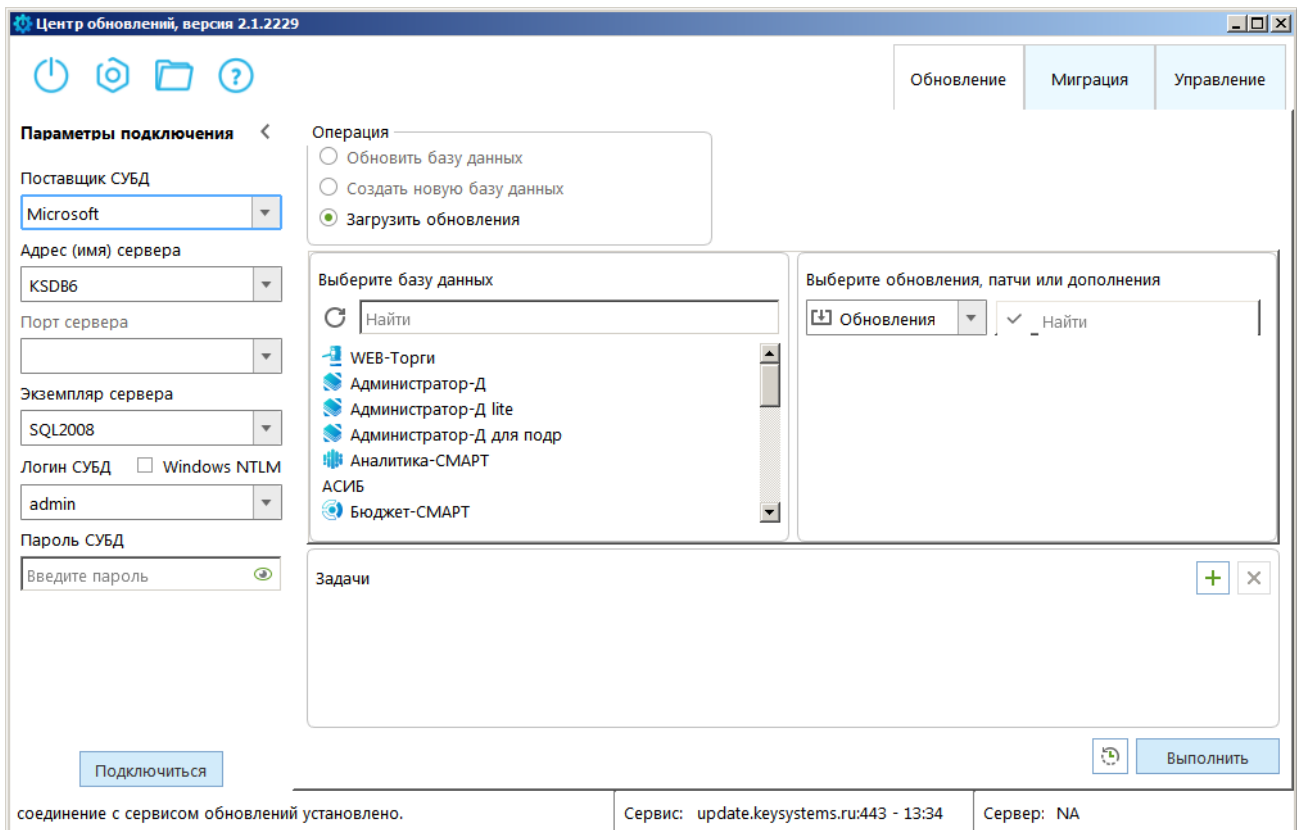 Центр обновлений, версия 2.1.2229
Обновление
Миграция
Управление
Параметры подключения
Поставщик СУБД
Microsoft
Адрес (имя) сервера
KSDB6
Порт сервера
Экземпляр сервера
SQL2008
Логин СУБД
Windows NTLM
admin
Пароль СУБД
Введите пароль
Подключиться
Операция
Обновить базу данных
Создать новую базу данных
Загрузить обновления
Выберите базу данных
Найти
WEB-Торги
Администратор-Д
Администратор-Д lite
Администратор-Д для подр
Аналитика-СМАРТ
АСИБ
Бюджет-СМАРТ
Выберите обновления, патчи или дополнения
Обновления
Найти
Задачи
Выполнить
соединение с сервисом обновлений установлено.
Сервис: update.keysystems.ru:443 - 13:34
Сервер: NA